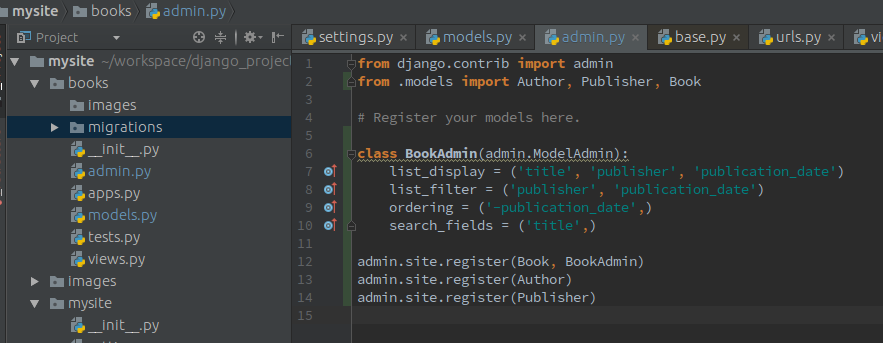 mysite books admin.py
Project
settings.py models.py admin.py base.py urls.py vi
mysite ~/workspace/django_projec
books
images
migrations
__init__.py
admin.py
apps.py
models.py
tests.py
views.py
images
mysite
__init__.py
1 from django.contrib import admin
2 from .models import Author, Publisher, Book
3
4 # Register your models here.
5
6 class BookAdmin(admin.ModelAdmin):
7 list_display = ('title', 'publisher', 'publication_date')
8 list_filter = ('publisher', 'publication_date')
9 ordering = ('-publication_date',)
10 search_fields = ('title',)
11
12 admin.site.register(Book, BookAdmin)
13 admin.site.register(Author)
14 admin.site.register(Publisher)
15